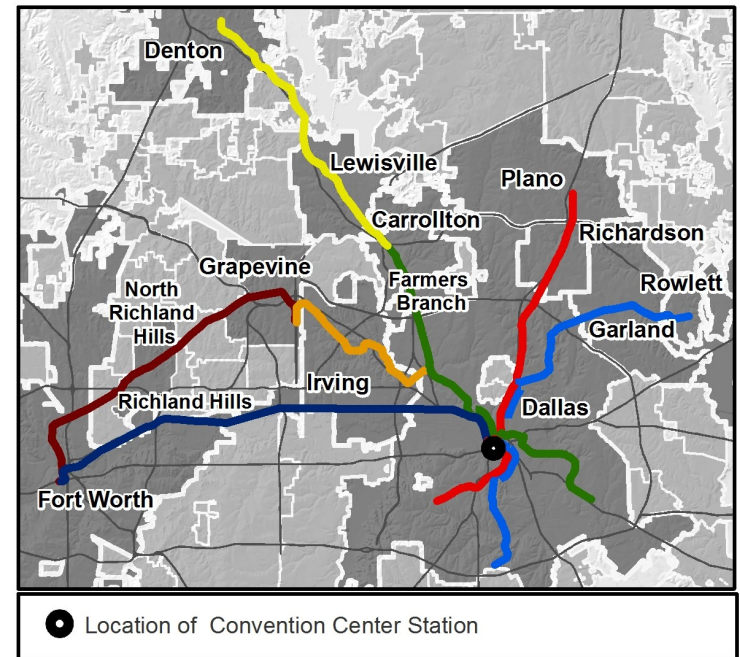 Denton
Lewisville
Plano
Carrollton
Richardson
Grapevine
Farmers
Branch
Rowlett
North
Richland
Hills
Garland
Irving
Richland Hills
Dallas
Fort Worth
Location of  Convention Center Station